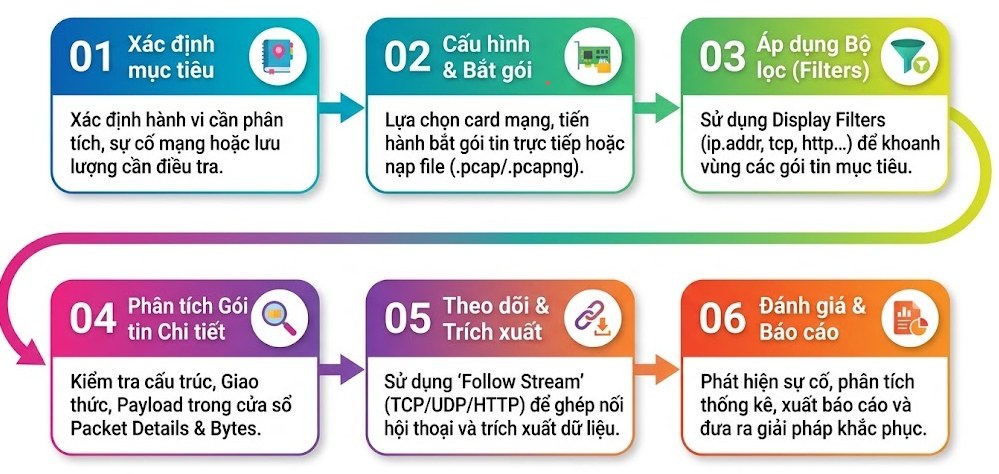 01 Xác định
mục tiêu
Xác định hành vi cần phân
tích, sự cố mạng hoặc lưu
lượng cần điều tra.
02 Cấu hình
& Bắt gói
Lựa chọn card mạng, tiến
hành bắt gói tin trực tiếp hoặc
nạp file (.pcap/.pcapng).
03 Áp dụng Bộ
lọc (Filters)
Sử dụng Display Filters
(ip.addr, tcp, http...) để khoanh
vùng các gói tin mục tiêu.
04 Phân tích Gói
tin Chi tiết
Kiểm tra cấu trúc, Giao
thức, Payload trong cửa sổ
Packet Details & Bytes.
05 Theo dõi &
Trích xuất
Sử dụng ‘Follow Stream’
(TCP/UDP/HTTP) để ghép nối
hội thoại và trích xuất dữ liệu.
06 Đánh giá &
Báo cáo
Phát hiện sự cố, phân tích
thống kê, xuất báo cáo và
đưa ra giải pháp khắc phục.